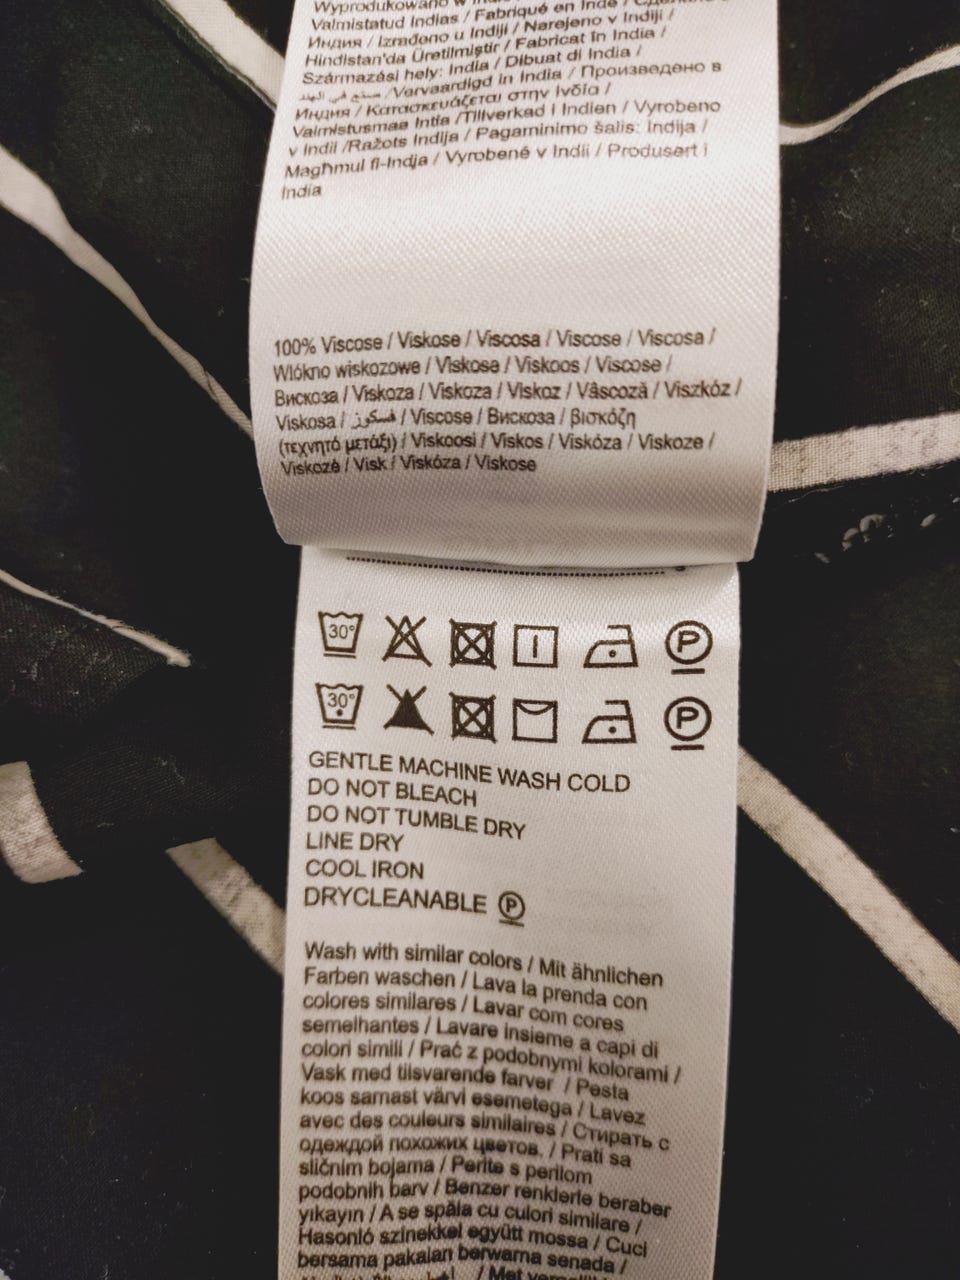 Wyprodukowano w
Valmistatud Indias / Fabriqué en Inde /
Индия / Izrađeno u Indiji / Narejeno v Indiji /
Hindistan'da Üretilmiştir / Fabricat în India /
Származási hely: India / Dibuat di India /
صنع في الهند / Vervaardigd in India / Произведено в
Индия / Κατασκευάζεται στην Ινδία /
Valmistusmaa Intia /Tillverkad i Indien / Vyrobeno
v Indii /Ražots Indija / Pagaminimo šalis: Indija /
Magħmul fl-Indja / Vyrobené v Indii / Produsert i
India
100% Viscose / Viskose / Viscosa / Viscose / Viscosa /
Włókno wiskozowe / Viskose / Viskoos / Viscose /
Вискоза / Viskoza / Viskoza / Viskoz / Vâscoză / Viszkóz /
Viskosa / فسكوز / Viscose / Вискоза / βισκόζη
(τεχνητό μετάξι) / Viskoosi / Viskos / Viskóza / Viskoze /
Viskozė / Visk / Viskóza / Viskose
30° P
30° P
GENTLE MACHINE WASH COLD
DO NOT BLEACH
DO NOT TUMBLE DRY
LINE DRY
COOL IRON
DRYCLEANABLE P
Wash with similar colors / Mit ähnlichen
Farben waschen / Lava la prenda con
colores similares / Lavar com cores
semelhantes / Lavare insieme a capi di
colori simili / Prać z podobnymi kolorami /
Vask med tilsvarende farver / Pesta
koos samast värvi esemetega / Lavez
avec des couleurs similaires / Стирать с
одеждой похожих цветов. / Prati sa
sličnim bojama / Perite s perilom
podobnih barv / Benzer renklerle beraber
yıkayın / A se spăla cu culori similare /
Hasonló színekkel együtt mossa / Cuci
bersama pakaian berwarna senada /